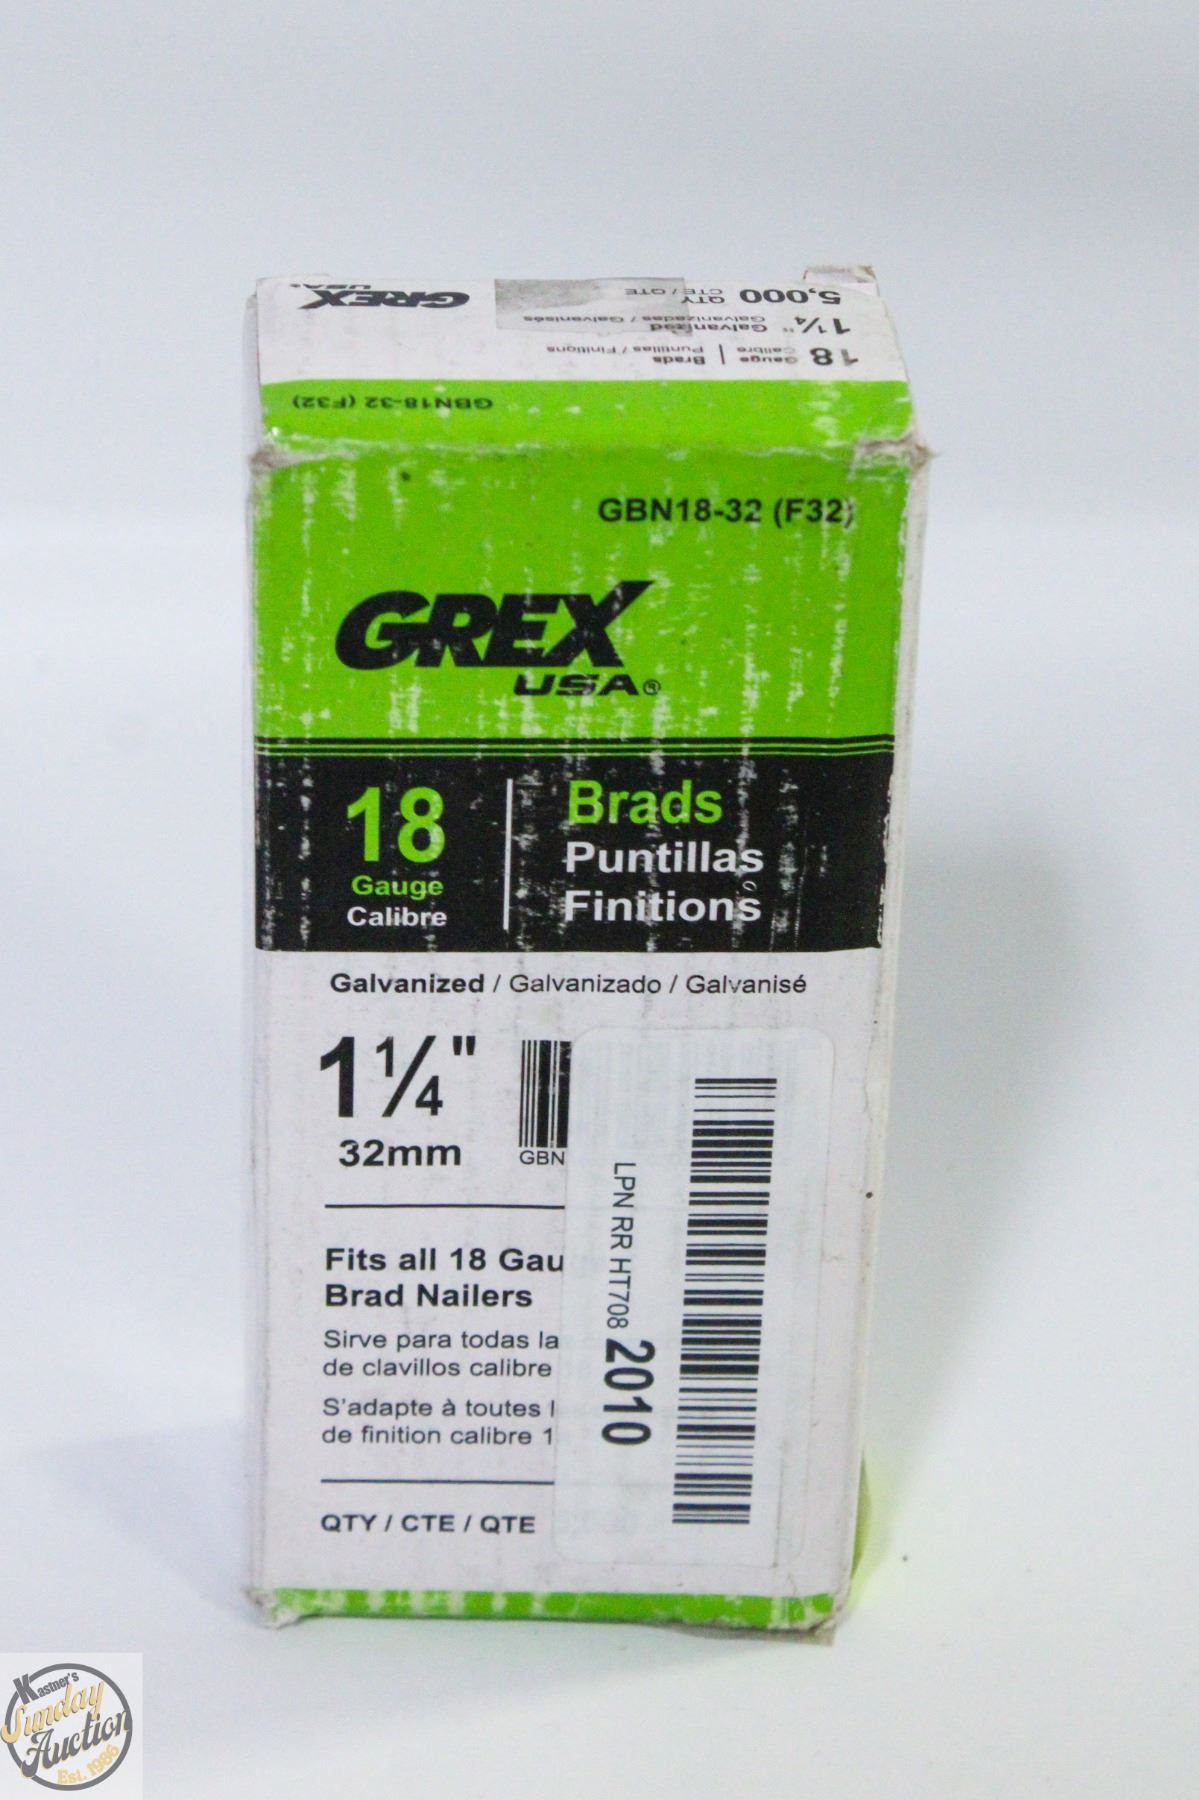 GREX
USA®
5,000 QTY
CTE / QTE
1¼" Galvanized
Galvanizadas / Galvanisés
18 Gauge | Brads
Calibre Puntillas / Finitions
GBN18-32 (F32)
GBN18-32 (F32)
GREX
USA®
18
Gauge
Calibre
Brads
Puntillas
Finitions
Galvanized / Galvanizado / Galvanisé
1¼"
32mm
GBN
Fits all 18 Gau
Brad Nailers
Sirve para todas la
de clavillos calibre
S'adapte à toutes l
de finition calibre 1
QTY / CTE / QTE
LPN RR HT7082010
Kastner's
Sunday
Auction
Est. 1986